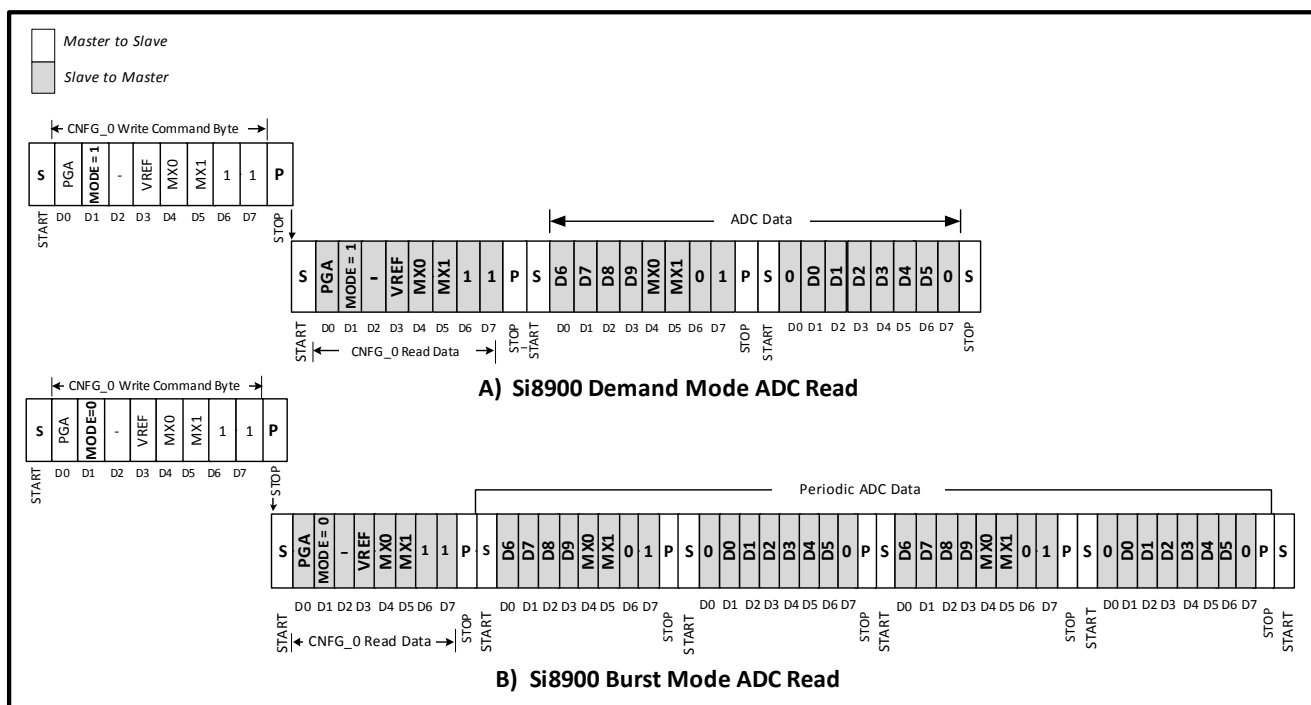 Master to Slave
Slave to Master
CNFG_0 Write Command Byte
S PGA MODE = 1 - VREF MX0 MX1 1 1 P
START D0 D1 D2 D3 D4 D5 D6 D7 STOP
ADC Data
S PGA MODE = 1 - VREF MX0 MX1 1 1 P S D6 D7 D8 D9 MX0 MX1 0 1 P S 0 D0 D1 D2 D3 D4 D5 0 S
START D0 D1 D2 D3 D4 D5 D6 D7 STOP START D0 D1 D2 D3 D4 D5 D6 D7 STOP START D0 D1 D2 D3 D4 D5 D6 D7 STOP
CNFG_0 Read Data
A) Si8900 Demand Mode ADC Read
CNFG_0 Write Command Byte
S PGA MODE=0 - VREF MX0 MX1 1 1 P
START D0 D1 D2 D3 D4 D5 D6 D7 STOP
Periodic ADC Data
S PGA MODE = 0 - VREF MX0 MX1 1 1 P S D6 D7 D8 D9 MX0 MX1 0 1 P S 0 D0 D1 D2 D3 D4 D5 0 P S D6 D7 D8 D9 MX0 MX1 0 1 P S 0 D0 D1 D2 D3 D4 D5 0 P S
START D0 D1 D2 D3 D4 D5 D6 D7 STOP START D0 D1 D2 D3 D4 D5 D6 D7 STOP START D0 D1 D2 D3 D4 D5 D6 D7 STOP START D0 D1 D2 D3 D4 D5 D6 D7 STOP START D0 D1 D2 D3 D4 D5 D6 D7 STOP START
CNFG_0 Read Data
B) Si8900 Burst Mode ADC Read